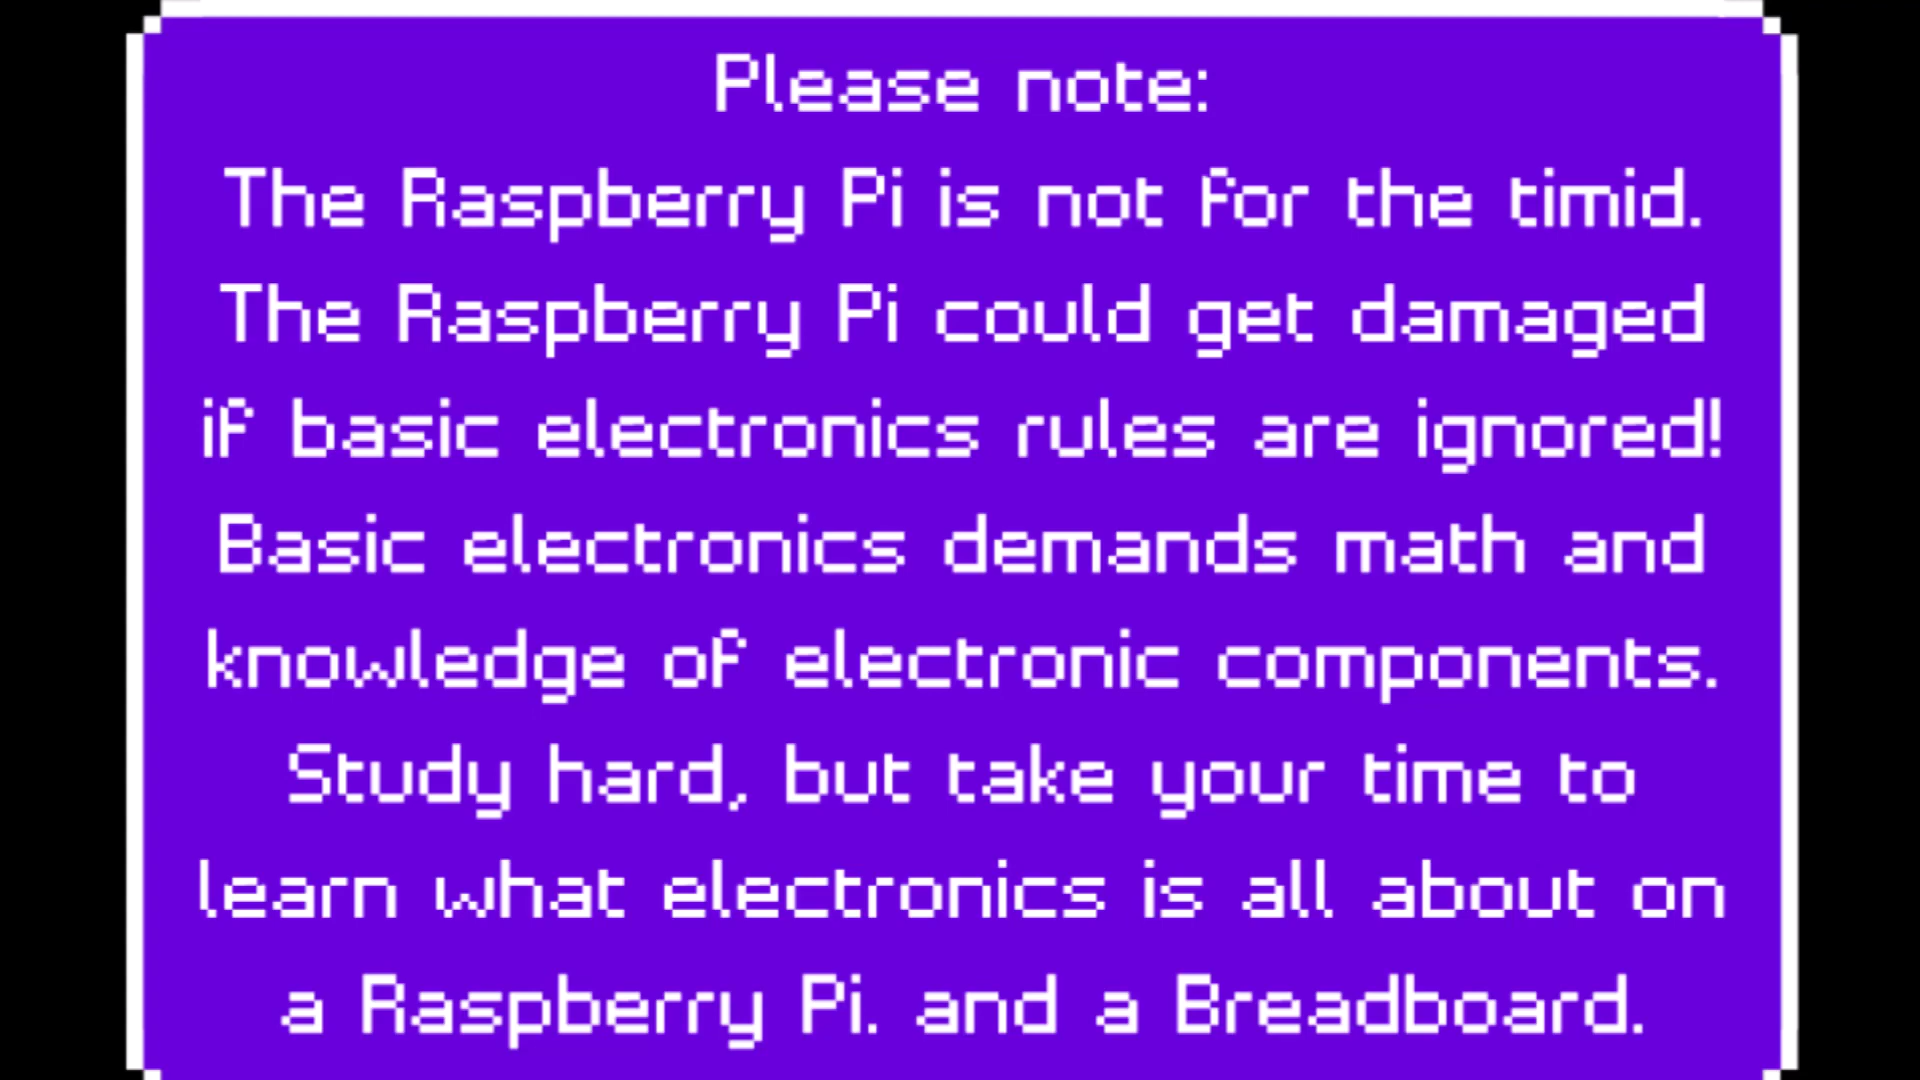 Please note:
The Raspberry Pi is not for the timid.
The Raspberry Pi could get damaged
if basic electronics rules are ignored!
Basic electronics demands math and
knowledge of electronic components.
Study hard, but take your time to
learn what electronics is all about on
a Raspberry Pi. and a Breadboard.